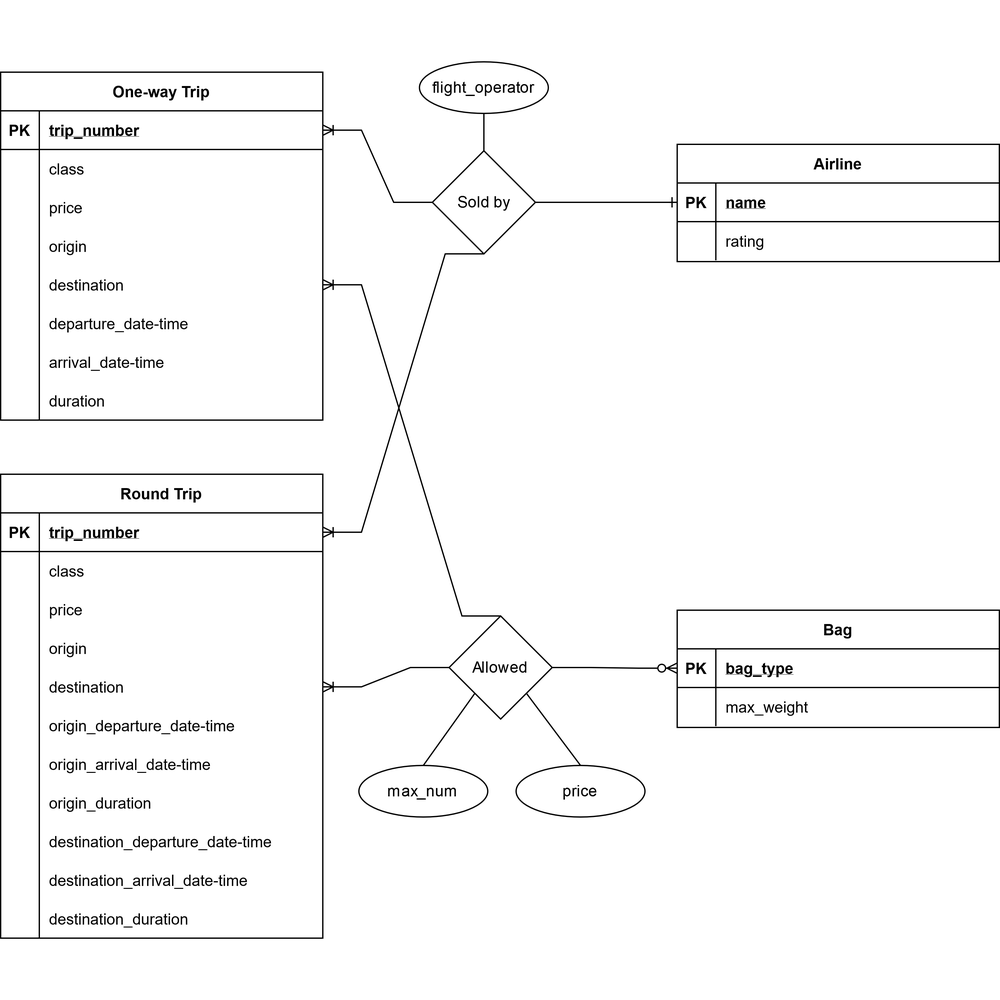 One-way Trip
PK trip_number
class
price
origin
destination
departure_date-time
arrival_date-time
duration
flight_operator
Sold by
Airline
PK name
rating
Round Trip
PK trip_number
class
price
origin
destination
origin_departure_date-time
origin_arrival_date-time
origin_duration
destination_departure_date-time
destination_arrival_date-time
destination_duration
Allowed
max_num
price
Bag
PK bag_type
max_weight